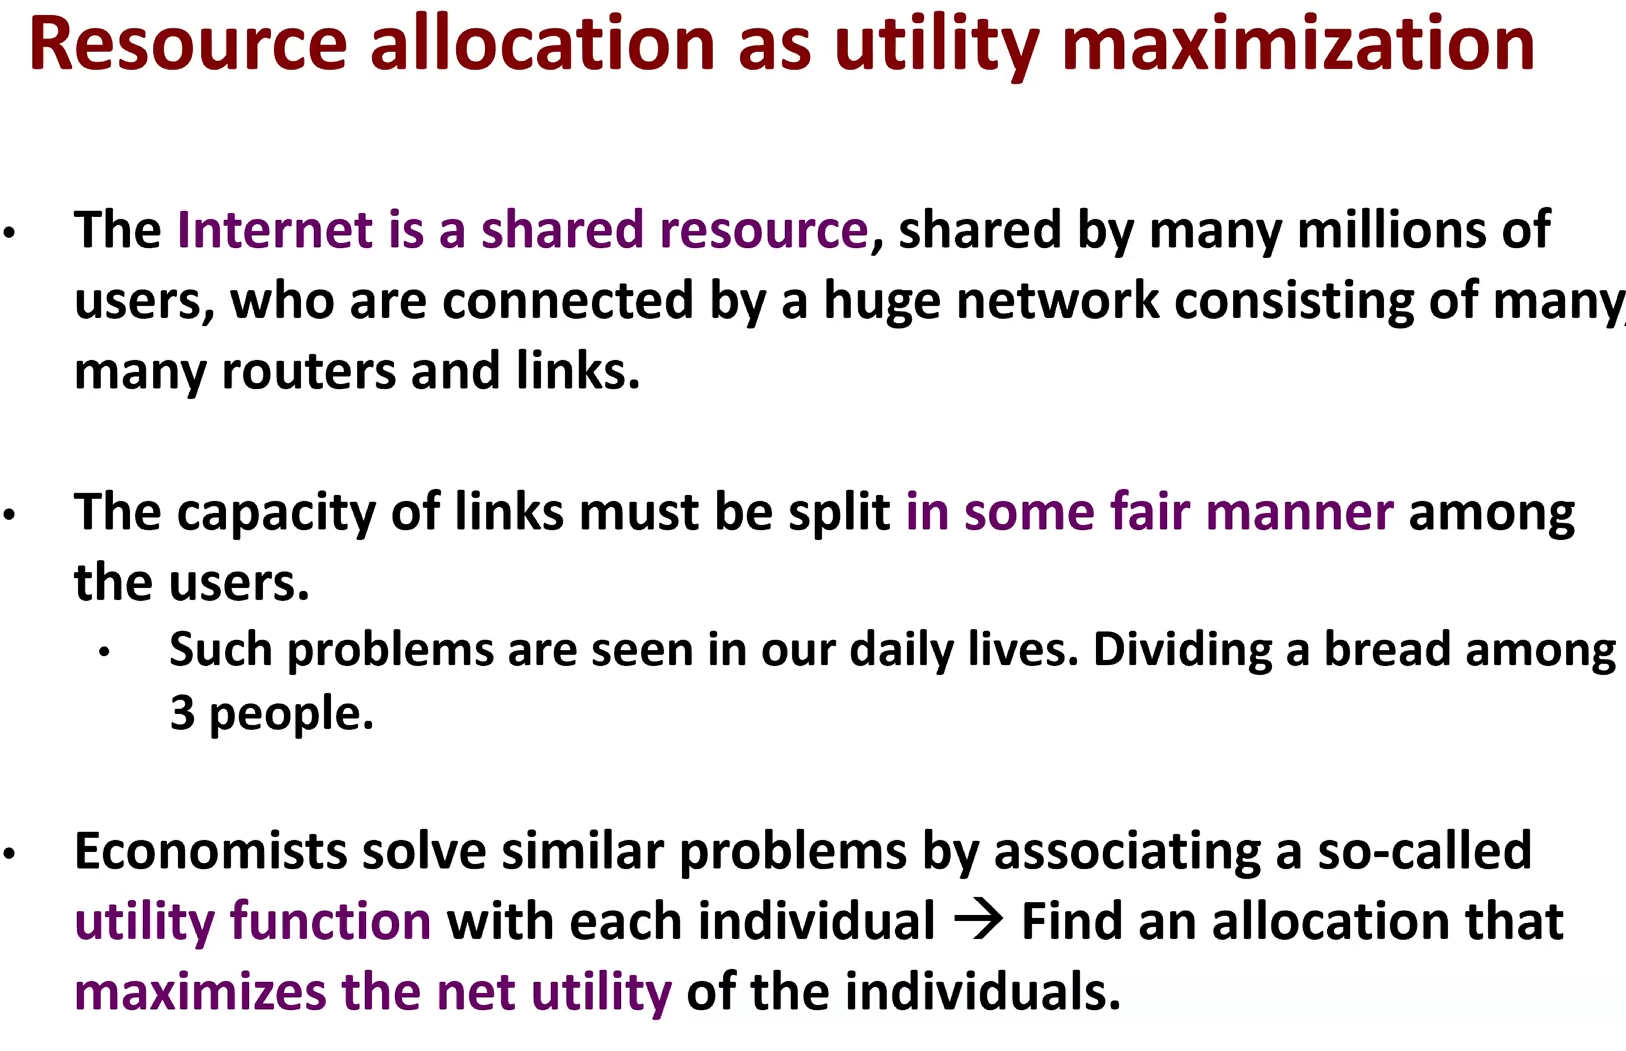 Resource allocation as utility maximization
• The Internet is a shared resource, shared by many millions of
users, who are connected by a huge network consisting of many,
many routers and links.
• The capacity of links must be split in some fair manner among
the users.
• Such problems are seen in our daily lives. Dividing a bread among
3 people.
• Economists solve similar problems by associating a so-called
utility function with each individual → Find an allocation that
maximizes the net utility of the individuals.